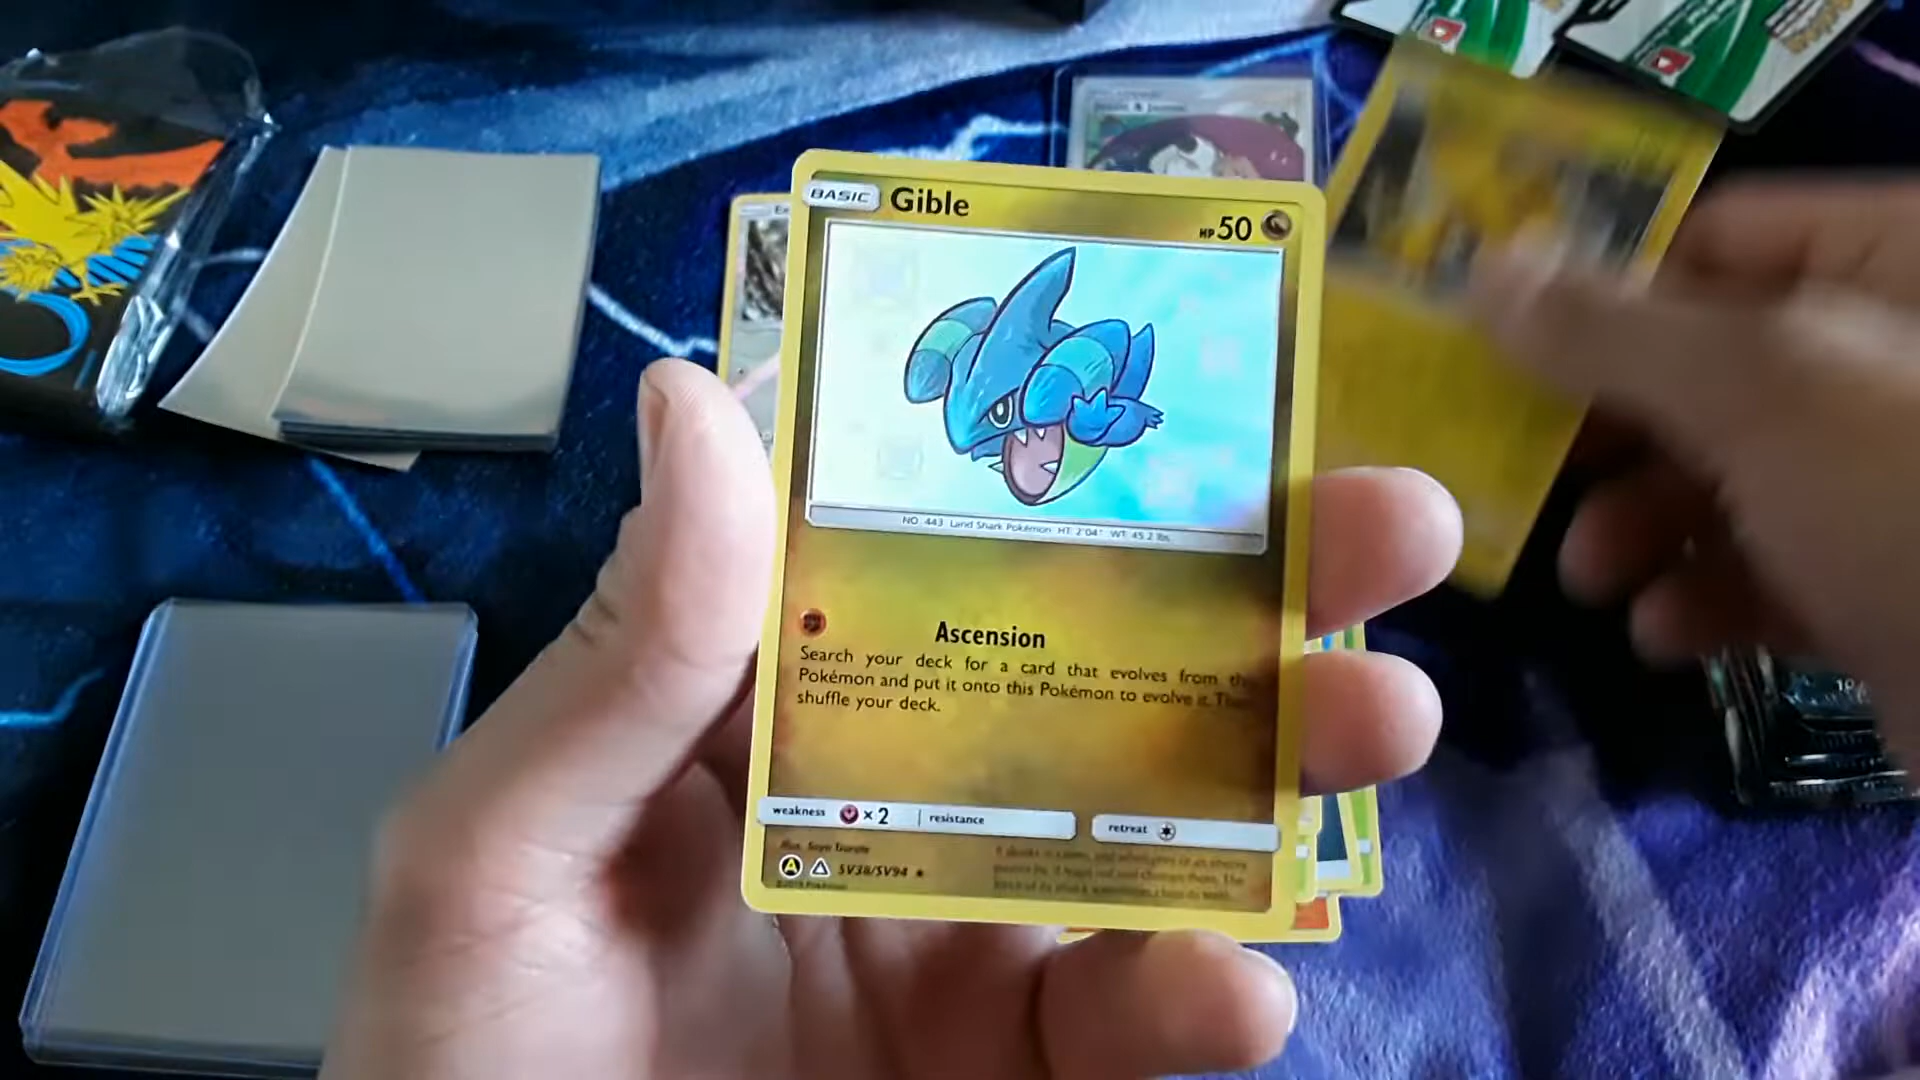 BASIC Gible HP 50
NO. 443 Land Shark Pokémon HT: 2'04" WT: 45.2 lbs.
Ascension
Search your deck for a card that evolves from
Pokémon and put it onto this Pokémon to evolve it.
shuffle your deck.
weakness × 2 resistance retreat
A SV38/SV94